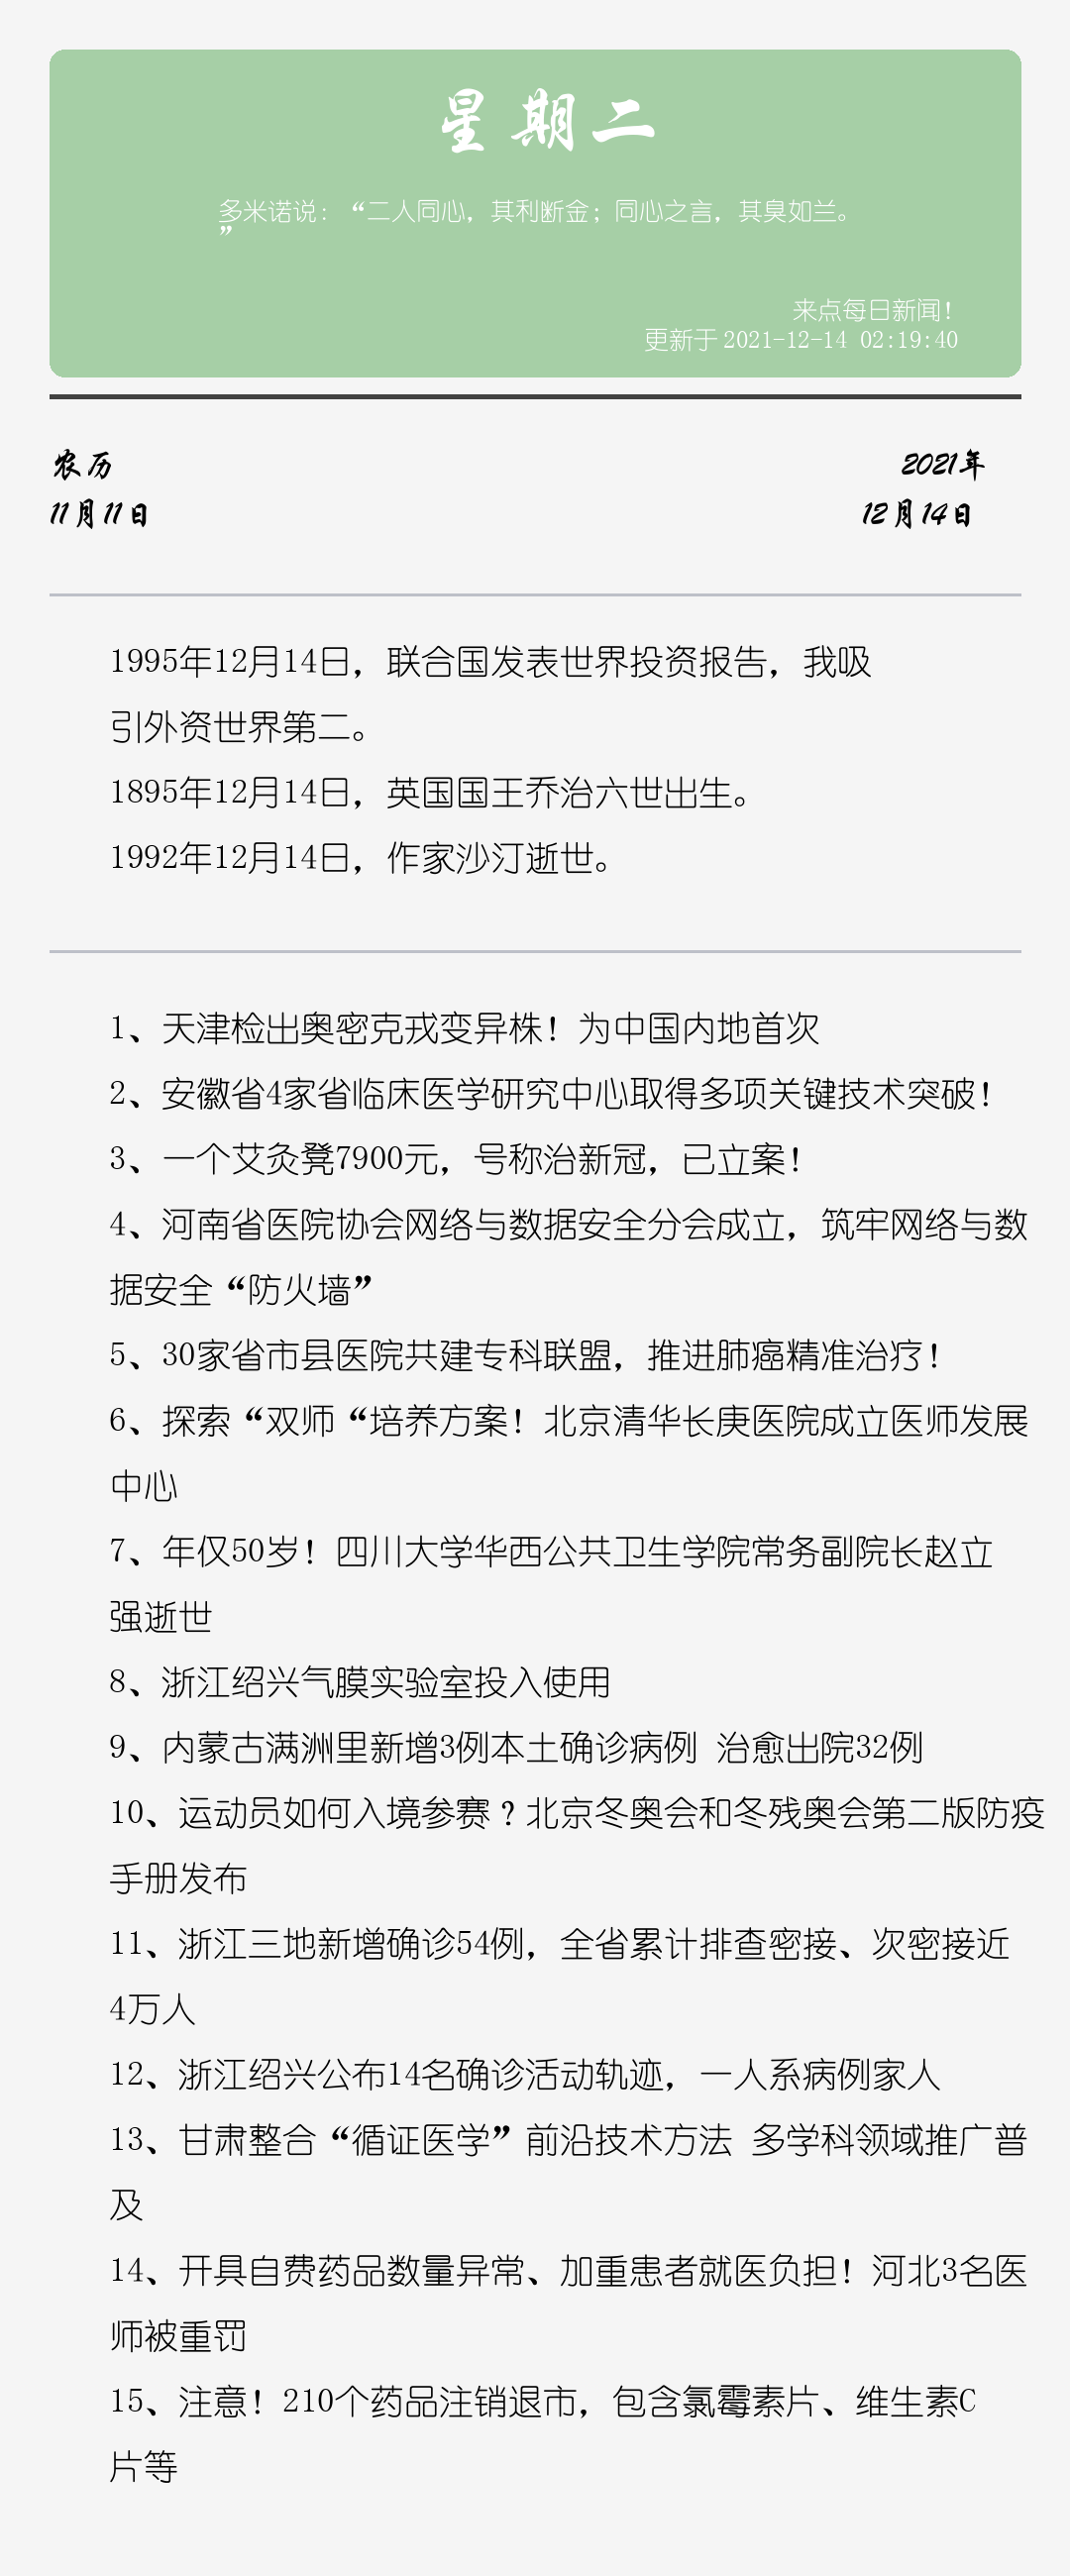 星期二
多米诺说：“二人同心，其利断金；同心之言，其臭如兰。
”
来点每日新闻！
更新于 2021-12-14 02:19:40
农历
2021年
11月11日
12月14日
1995年12月14日，联合国发表世界投资报告，我吸
引外资世界第二。
1895年12月14日，英国国王乔治六世出生。
1992年12月14日，作家沙汀逝世。
1、天津检出奥密克戎变异株！为中国内地首次
2、安徽省4家省临床医学研究中心取得多项关键技术突破！
3、一个艾灸凳7900元，号称治新冠，已立案！
4、河南省医院协会网络与数据安全分会成立，筑牢网络与数
据安全“防火墙”
5、30家省市县医院共建专科联盟，推进肺癌精准治疗！
6、探索“双师“培养方案！北京清华长庚医院成立医师发展
中心
7、年仅50岁！四川大学华西公共卫生学院常务副院长赵立
强逝世
8、浙江绍兴气膜实验室投入使用
9、内蒙古满洲里新增3例本土确诊病例 治愈出院32例
10、运动员如何入境参赛？北京冬奥会和冬残奥会第二版防疫
手册发布
11、浙江三地新增确诊54例，全省累计排查密接、次密接近
4万人
12、浙江绍兴公布14名确诊活动轨迹，一人系病例家人
13、甘肃整合“循证医学”前沿技术方法 多学科领域推广普
及
14、开具自费药品数量异常、加重患者就医负担！河北3名医
师被重罚
15、注意！210个药品注销退市，包含氯霉素片、维生素C
片等